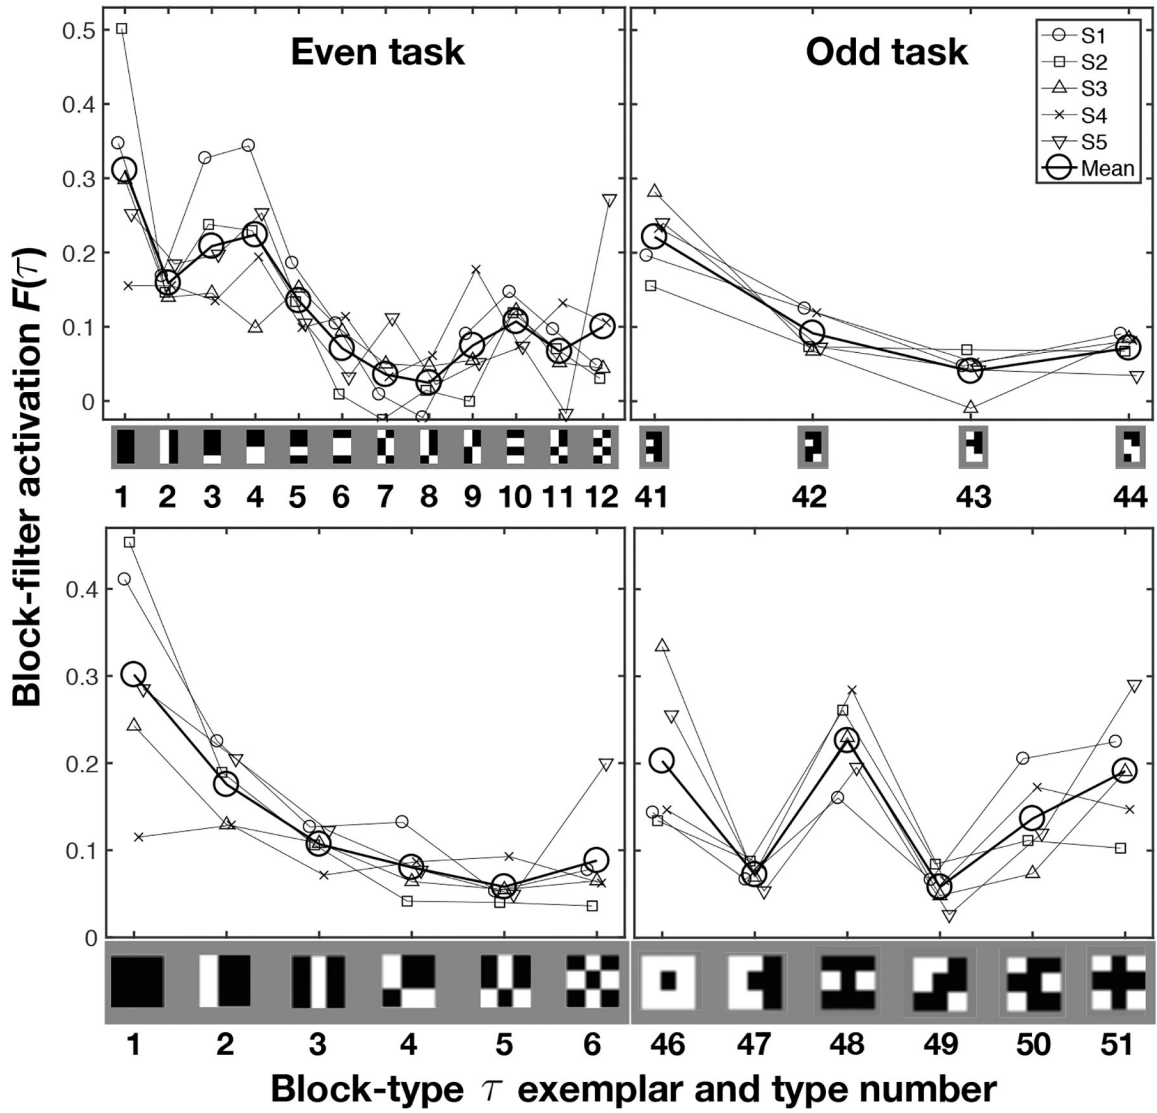 Even task
Odd task
S1
S2
S3
S4
S5
Mean
0.5
0.4
0.3
0.2
0.1
0
1 2 3 4 5 6 7 8 9 10 11 12
41 42 43 44
Block-filter activation F(τ)
0.4
0.3
0.2
0.1
0
1 2 3 4 5 6
46 47 48 49 50 51
Block-type τ exemplar and type number